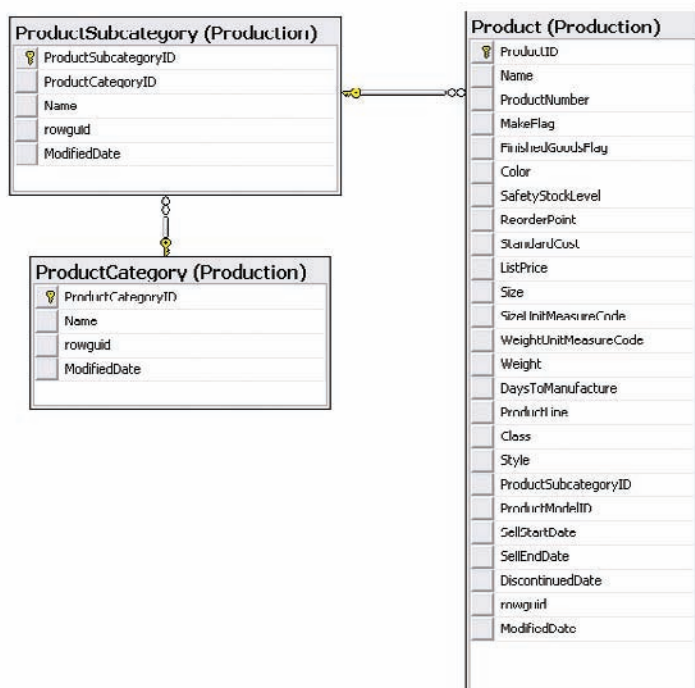 ProductSubcategory (Production)
ProductSubcategoryID
ProductCategoryID
Name
rowguid
ModifiedDate
ProductCategory (Production)
ProductCategoryID
Name
rowguid
ModifiedDate
Product (Production)
ProductID
Name
ProductNumber
MakeFlag
FinishedGoodsFlag
Color
SafetyStockLevel
ReorderPoint
StandardCost
ListPrice
Size
SizeUnitMeasureCode
WeightUnitMeasureCode
Weight
DaysToManufacture
ProductLine
Class
Style
ProductSubcategoryID
ProductModelID
SellStartDate
SellEndDate
DiscontinuedDate
rowguid
ModifiedDate